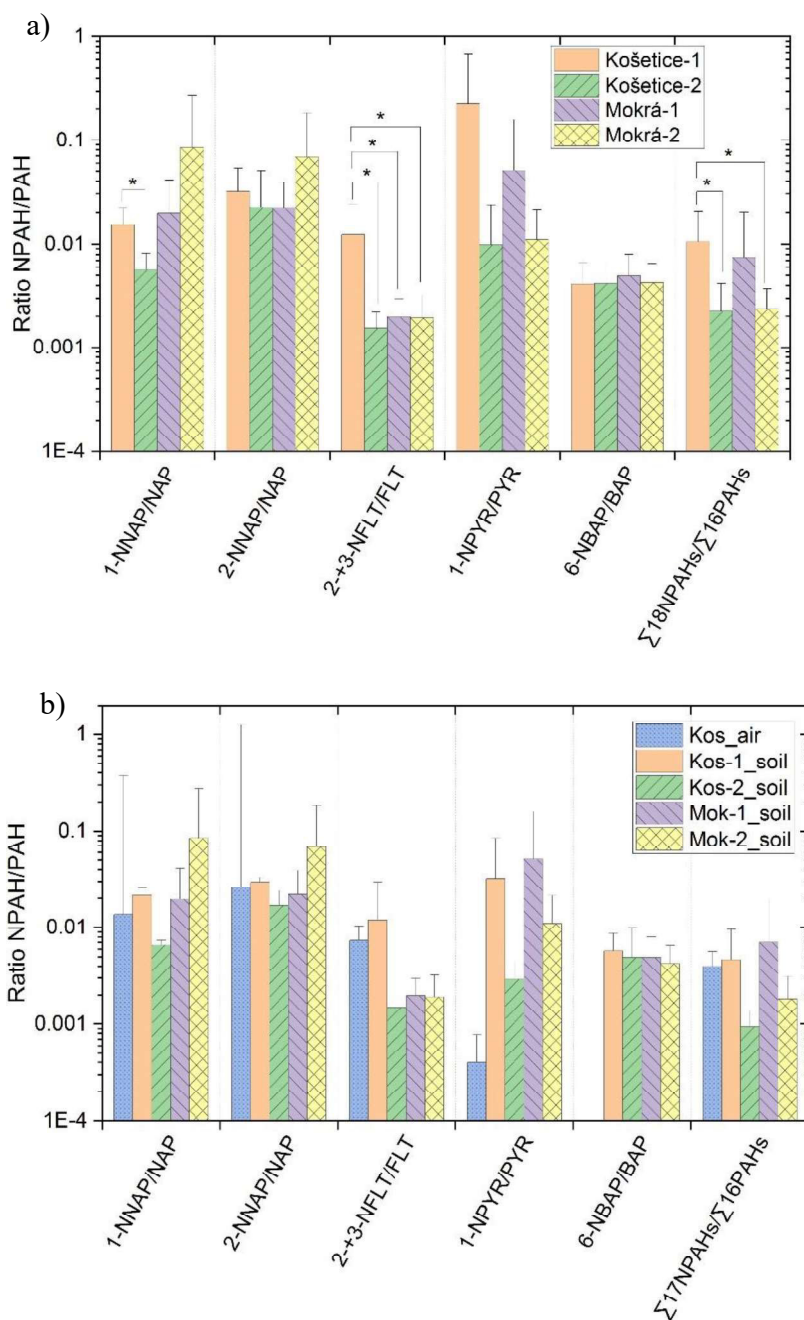 a)
1
0.1
0.01
0.001
1E-4
Ratio NPAH/PAH
Košetice-1
Košetice-2
Mokrá-1
Mokrá-2
*
*
*
*
*
*
1-NNAP/NAP
2-NNAP/NAP
2-+3-NFLT/FLT
1-NPYR/PYR
6-NBAP/BAP
∑18NPAHs/∑16PAHs
b)
1
0.1
0.01
0.001
1E-4
Ratio NPAH/PAH
Kos_air
Kos-1_soil
Kos-2_soil
Mok-1_soil
Mok-2_soil
1-NNAP/NAP
2-NNAP/NAP
2-+3-NFLT/FLT
1-NPYR/PYR
6-NBAP/BAP
∑17NPAHs/∑16PAHs